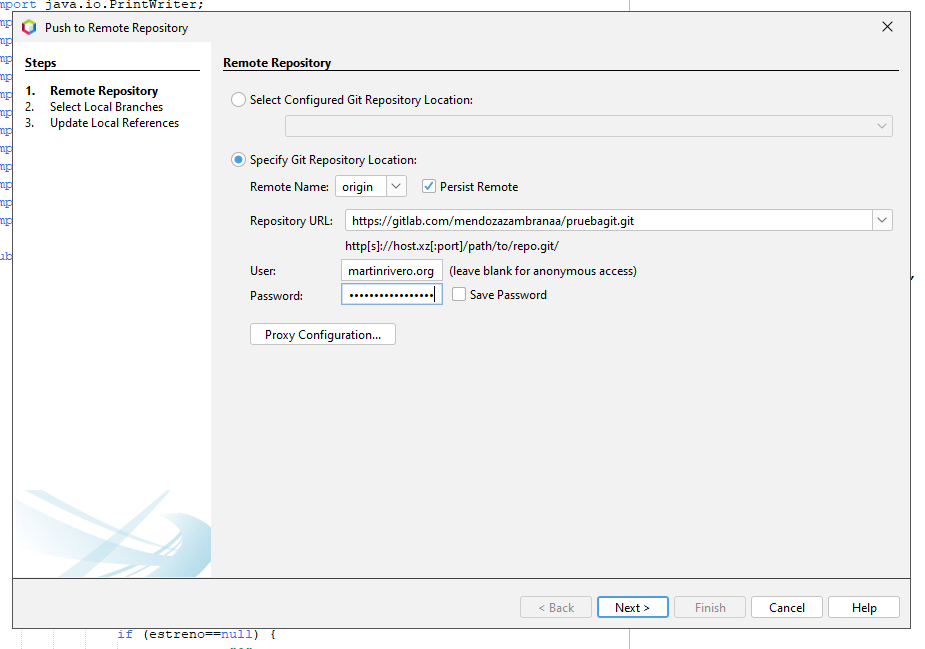 mport java.io.PrintWriter;
Push to Remote Repository
Steps
1. Remote Repository
2. Select Local Branches
3. Update Local References
Remote Repository
Select Configured Git Repository Location:
Specify Git Repository Location:
Remote Name: origin Persist Remote
Repository URL: https://gitlab.com/mendozazambranaa/pruebagit.git
http[s]://host.xz[:port]/path/to/repo.git/
User: martinrivero.org (leave blank for anonymous access)
Password: ••••••••••••••••• Save Password
Proxy Configuration...
< Back Next > Finish Cancel Help
if (estreno==null) {